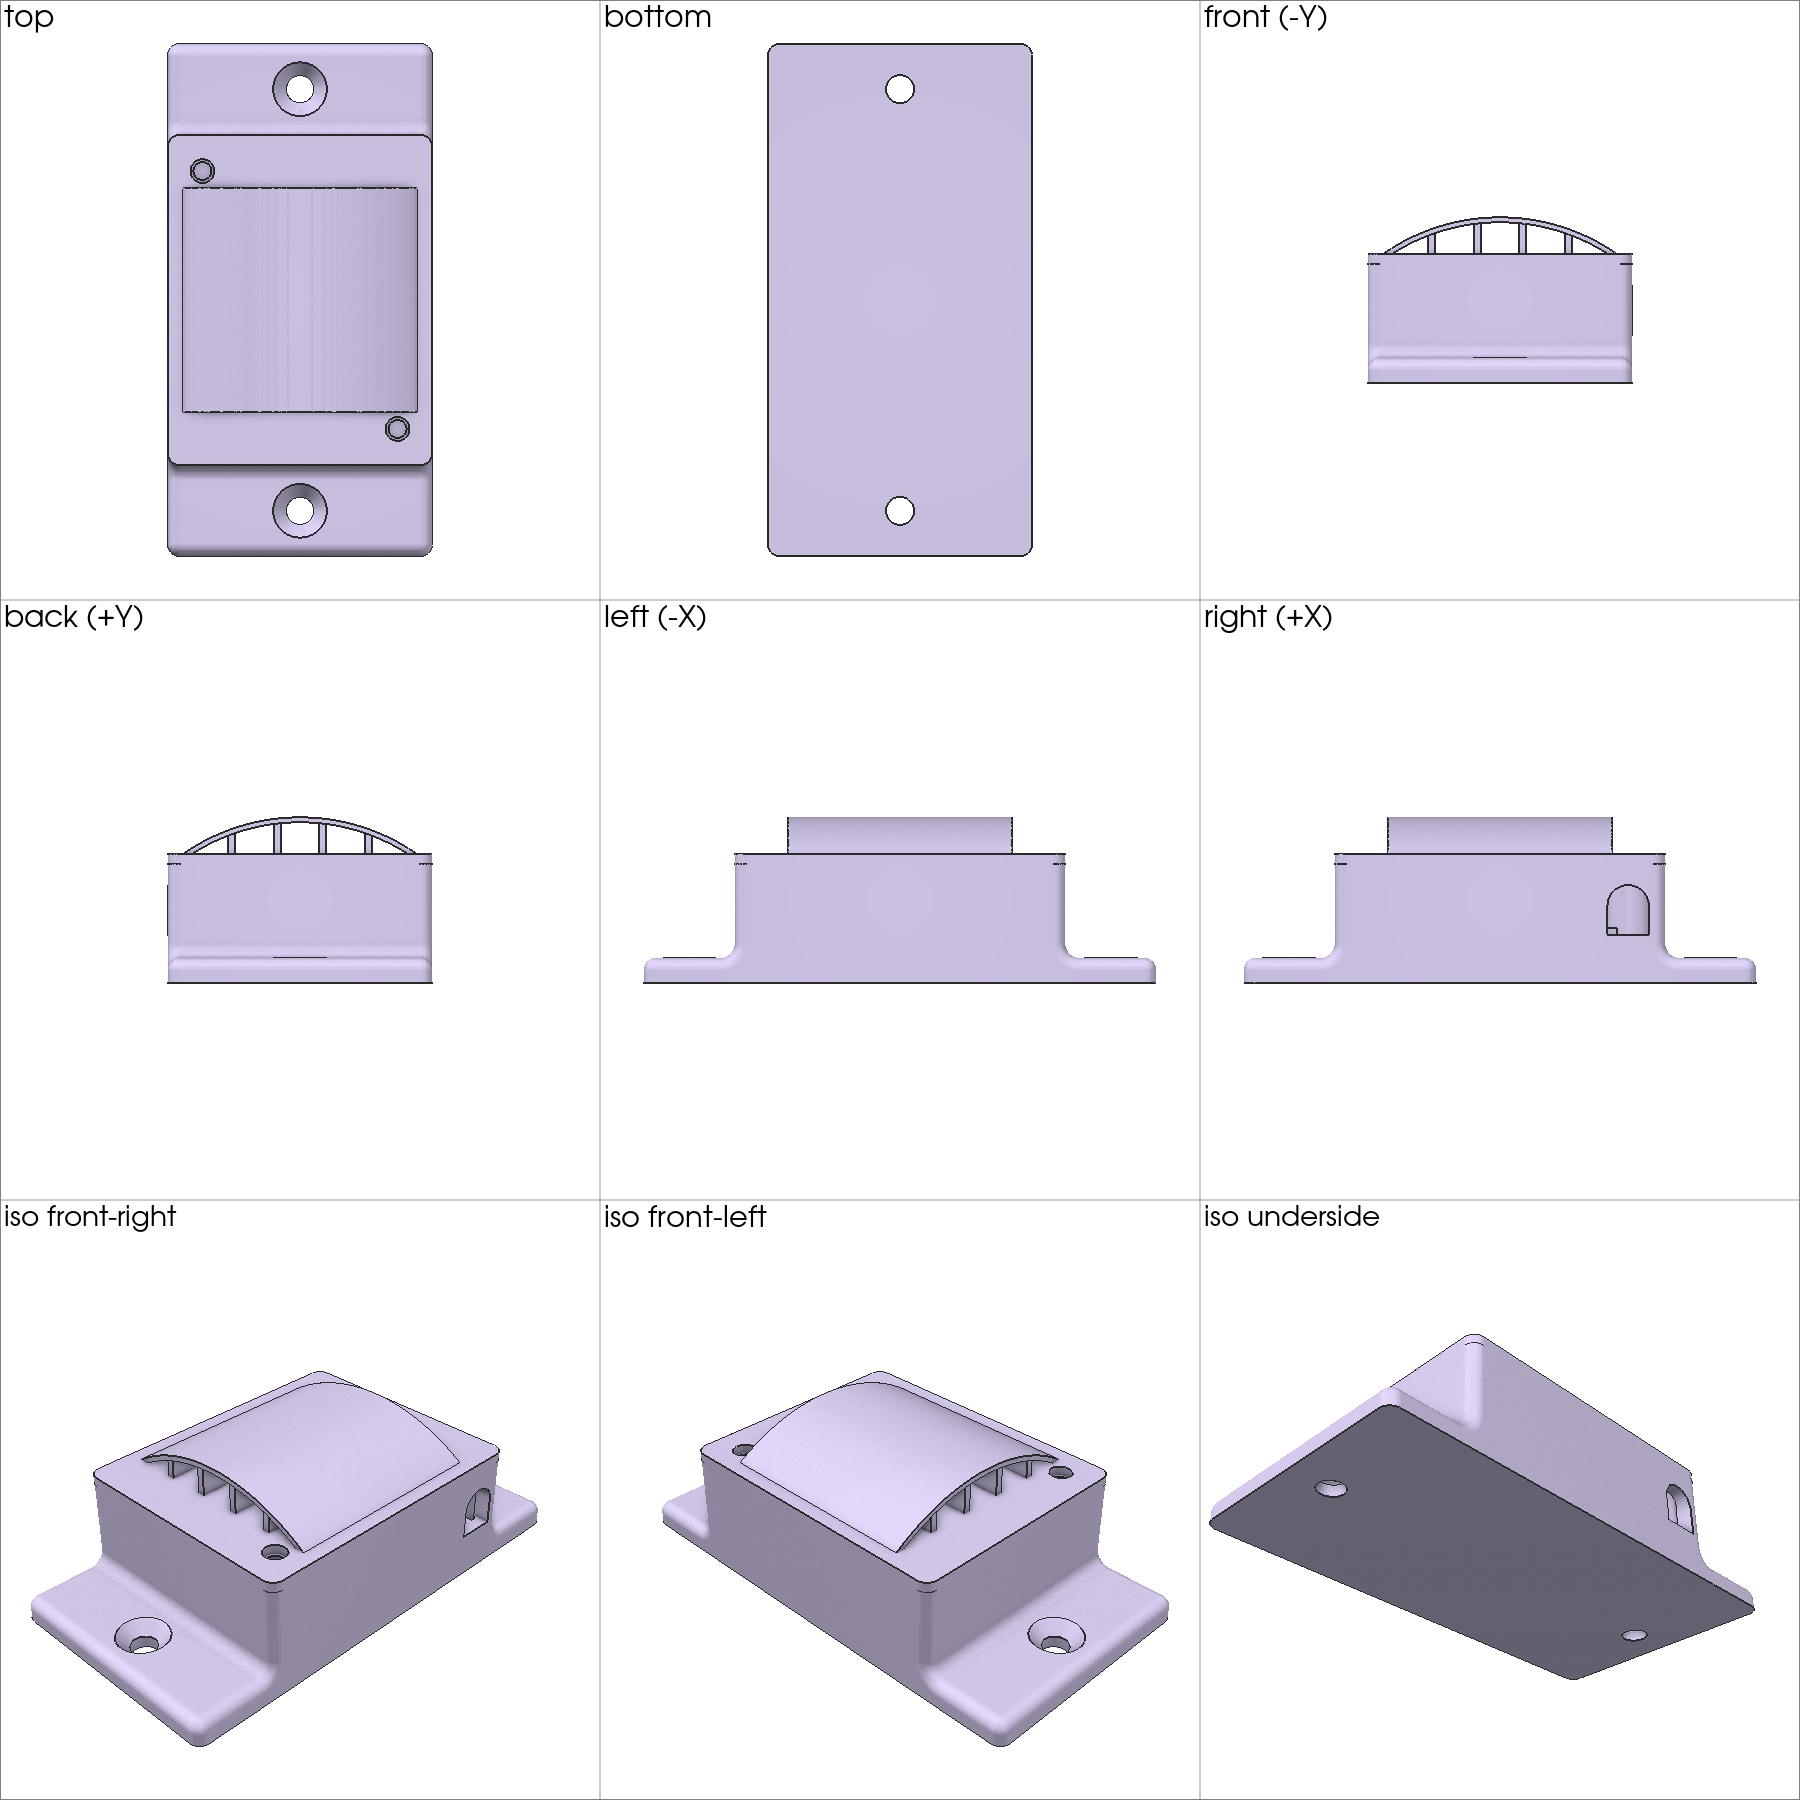 top
bottom
front (-Y)
back (+Y)
left (-X)
right (+X)
iso front-right
iso front-left
iso underside